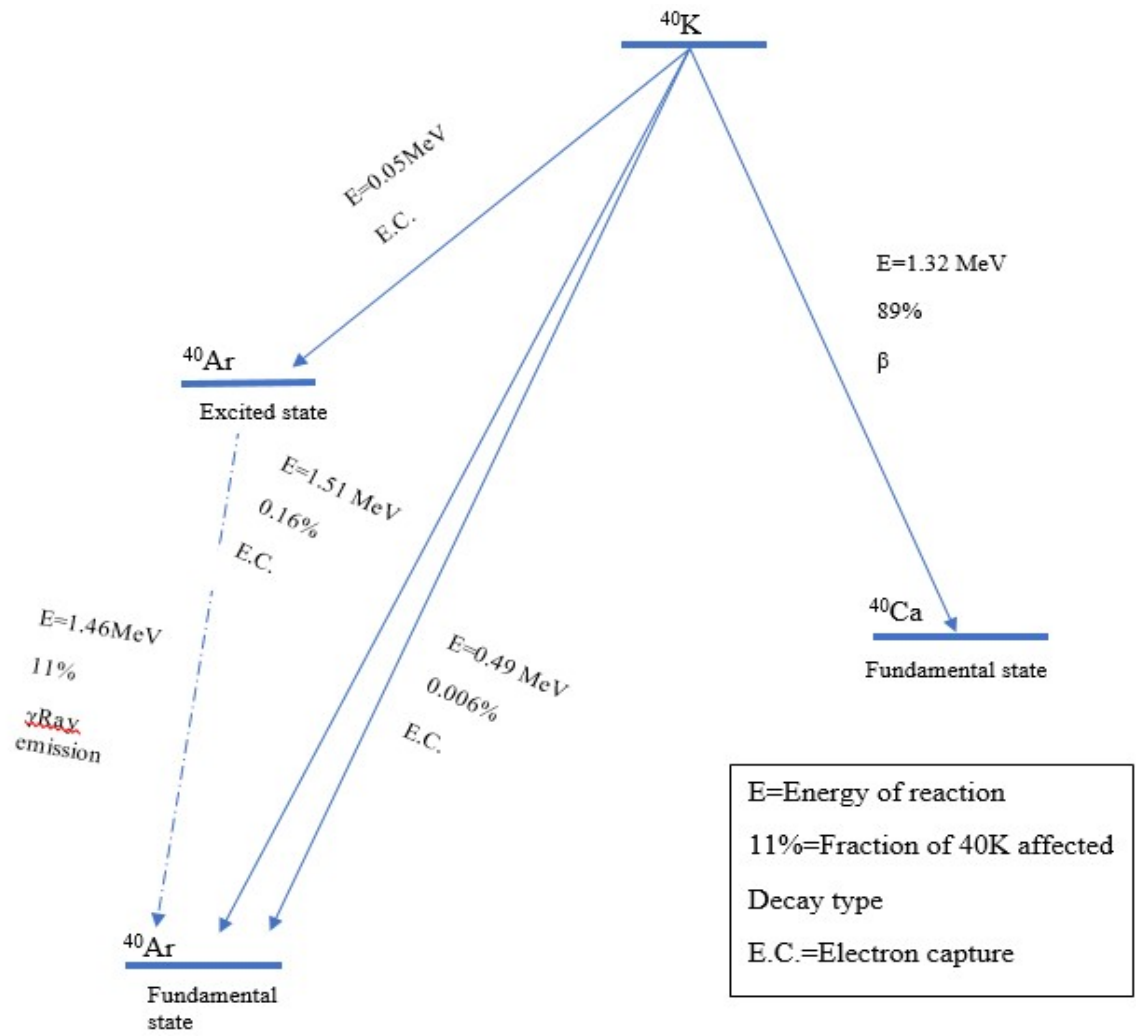 ⁴⁰K
E=0.05MeV
E.C.
E=1.32 MeV
89%
β
⁴⁰Ar
Excited state
E=1.51 MeV
0.16%
E.C.
E=1.46MeV
11%
γRay
emission
E=0.49 MeV
0.006%
E.C.
⁴⁰Ca
Fundamental state
⁴⁰Ar
Fundamental
state
E=Energy of reaction
11%=Fraction of 40K affected
Decay type
E.C.=Electron capture